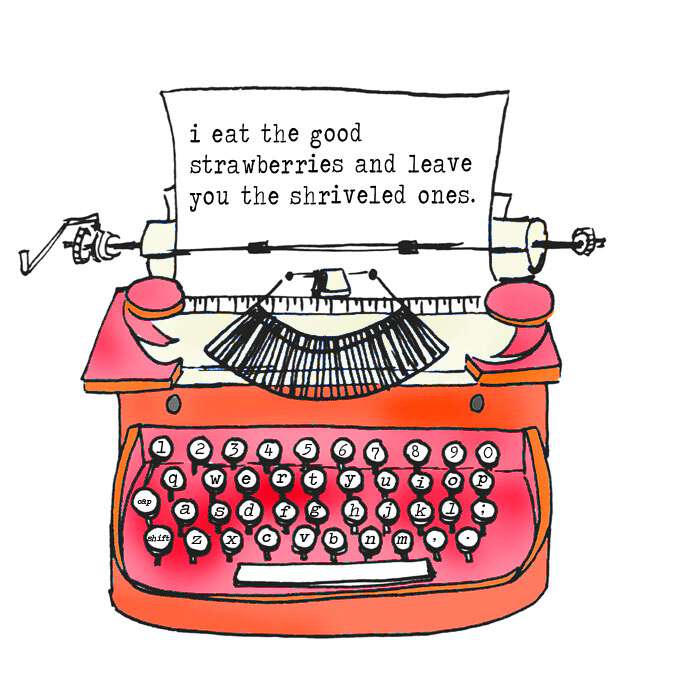 i eat the good
strawberries and leave
you the shriveled ones.
1 2 3 4 5 6 7 8 9 0
q w e r t y u i o p
cap a s d f g h j k l ;
shift z x c v b n m , .